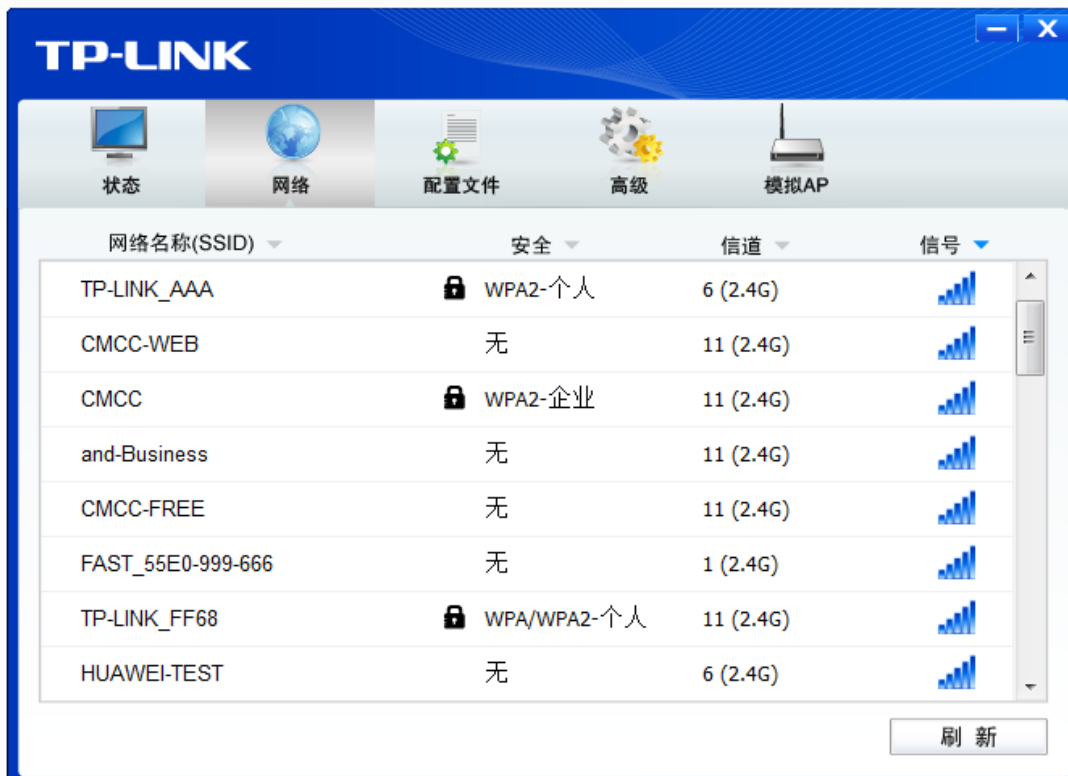 TP-LINK
状态 网络 配置文件 高级 模拟AP
网络名称(SSID) 安全 信道 信号
TP-LINK_AAA WPA2-个人 6 (2.4G)
CMCC-WEB 无 11 (2.4G)
CMCC WPA2-企业 11 (2.4G)
and-Business 无 11 (2.4G)
CMCC-FREE 无 11 (2.4G)
FAST_55E0-999-666 无 1 (2.4G)
TP-LINK_FF68 WPA/WPA2-个人 11 (2.4G)
HUAWEI-TEST 无 6 (2.4G)
刷 新